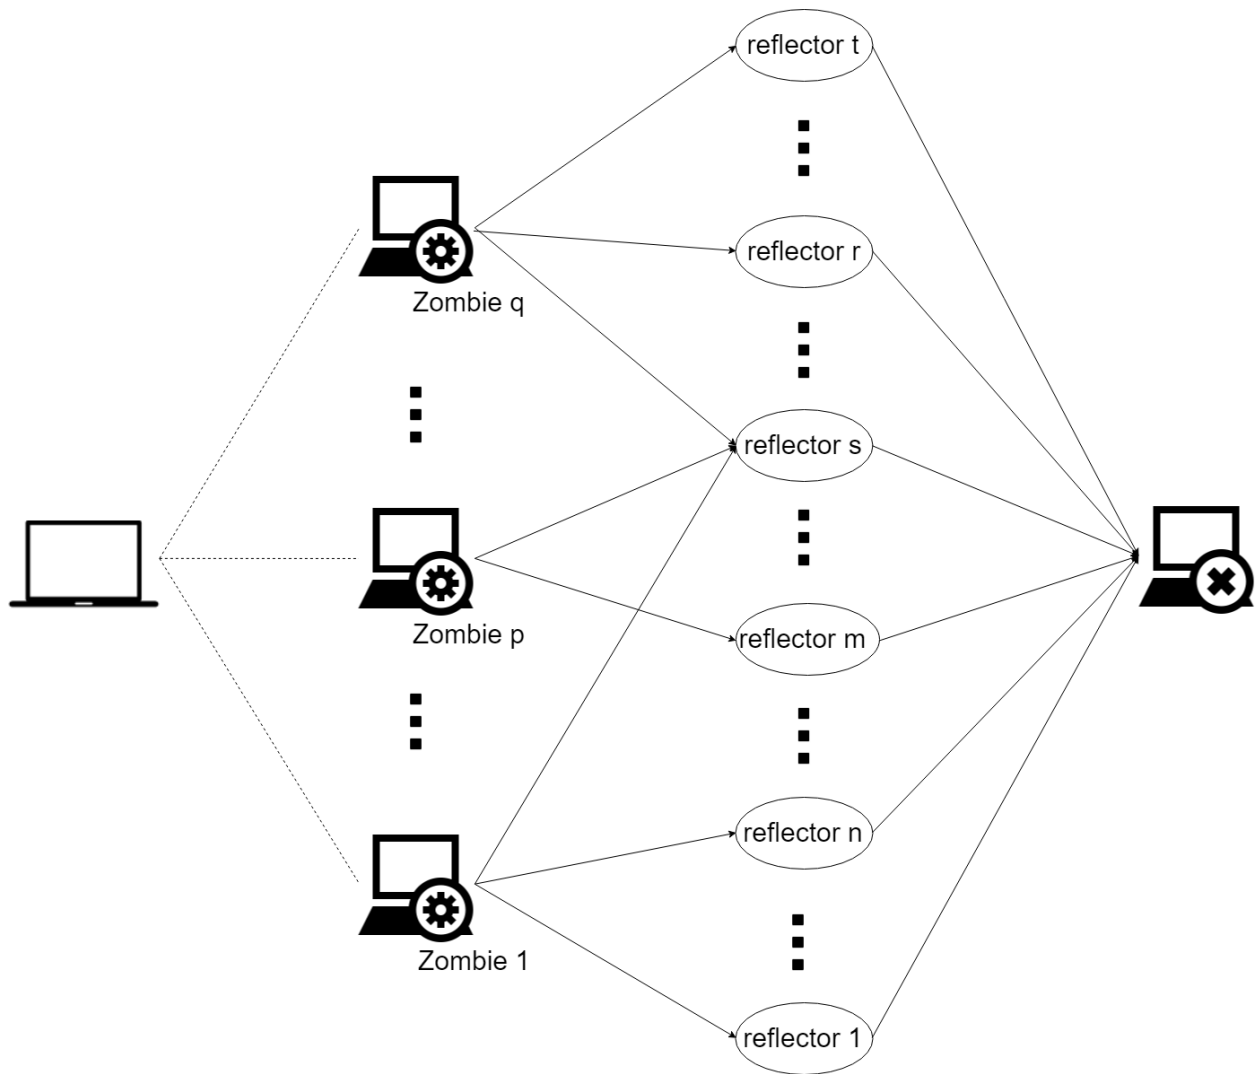 reflector t
reflector r
Zombie q
reflector s
Zombie p
reflector m
reflector n
Zombie 1
reflector 1